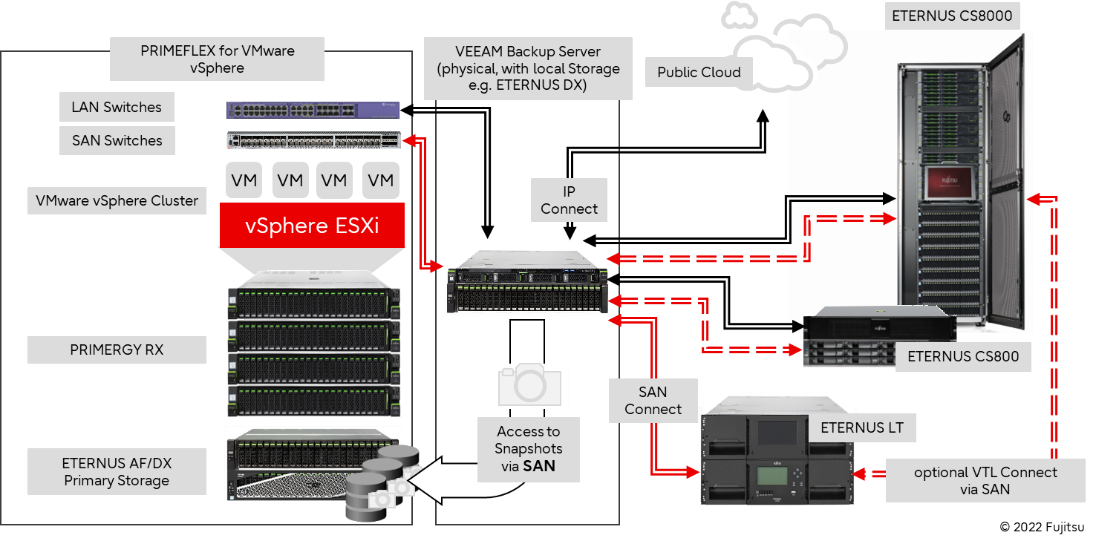 PRIMEFLEX for VMware
vSphere
LAN Switches
SAN Switches
VM VM VM VM
VMware vSphere Cluster
vSphere ESXi
PRIMERGY RX
ETERNUS AF/DX
Primary Storage
VEEAM Backup Server
(physical, with local Storage
e.g. ETERNUS DX)
IP
Connect
Access to
Snapshots
via SAN
Public Cloud
ETERNUS CS8000
FUJITSU
ETERNUS CS800
SAN
Connect
ETERNUS LT
optional VTL Connect
via SAN
© 2022 Fujitsu